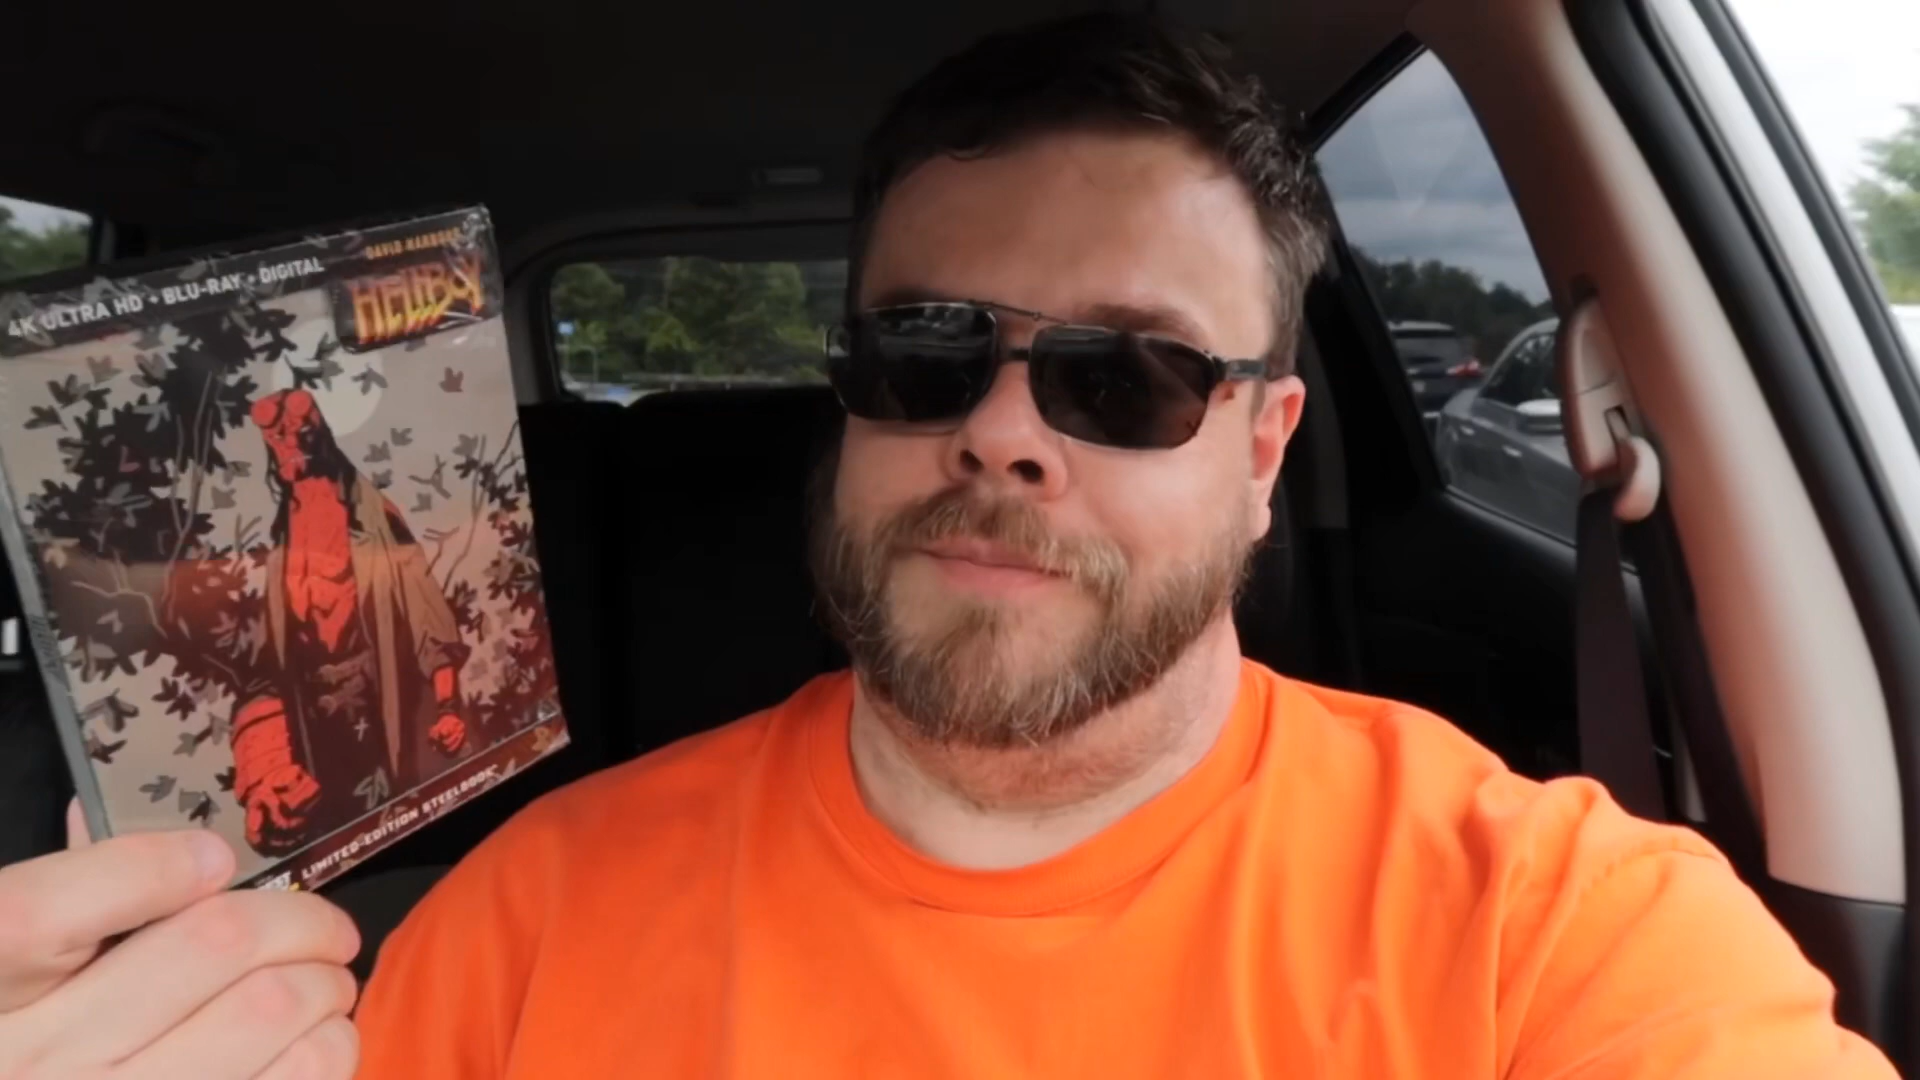 DAVID HARBOUR
HELLBOY
4K ULTRA HD + BLU-RAY + DIGITAL
LIMITED-EDITION STEELBOOK